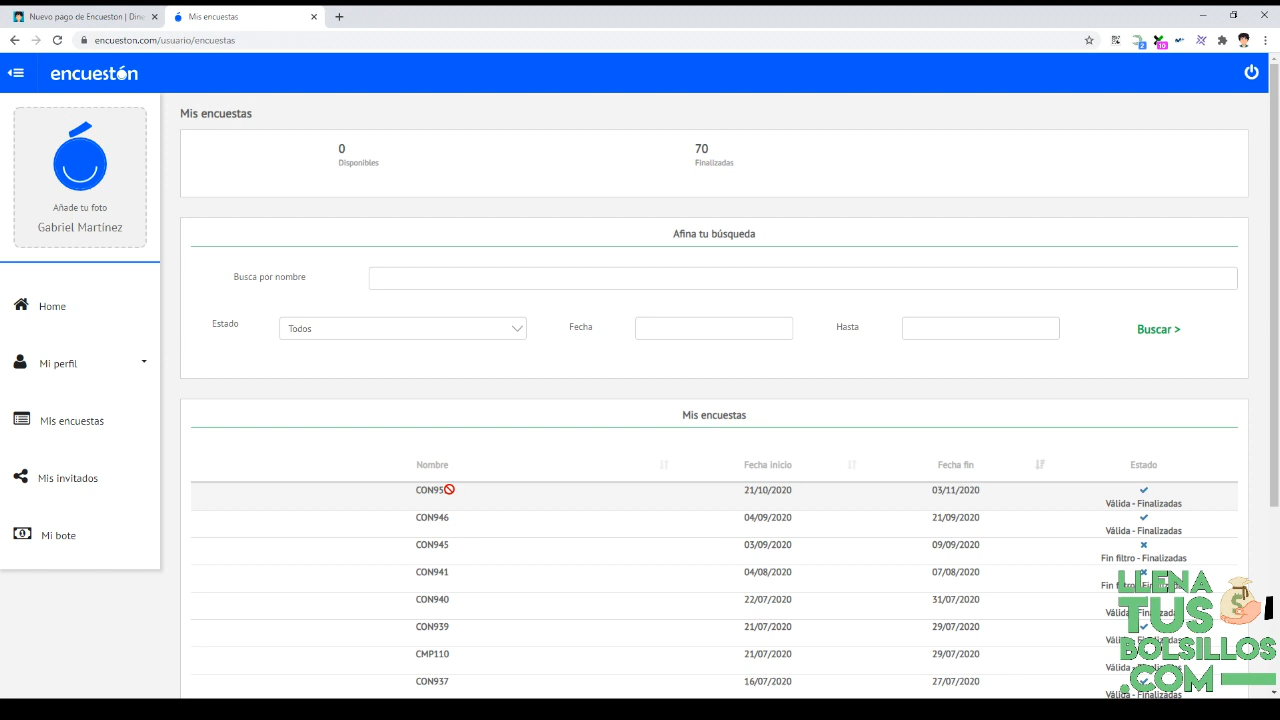 Nuevo pago de Encueston | Dine
Mis encuestas
encueston.com/usuario/encuestas
2
10
encuestón
Mis encuestas
0
Disponibles
70
Finalizadas
Añade tu foto
Gabriel Martínez
Afina tu búsqueda
Busca por nombre
Estado
Todos
Fecha
Hasta
Buscar >
Home
Mi perfil
Mis encuestas
Mis invitados
Mi bote
Mis encuestas
Nombre
Fecha inicio
Fecha fin
Estado
CON95
21/10/2020
03/11/2020
Válida - Finalizadas
CON946
04/09/2020
21/09/2020
Válida - Finalizadas
CON945
03/09/2020
09/09/2020
Fin filtro - Finalizadas
CON941
04/08/2020
07/08/2020
CON940
22/07/2020
31/07/2020
CON939
21/07/2020
29/07/2020
CMP110
21/07/2020
29/07/2020
CON937
16/07/2020
27/07/2020
LLENA
TUS
BOLSILLOS
.COM